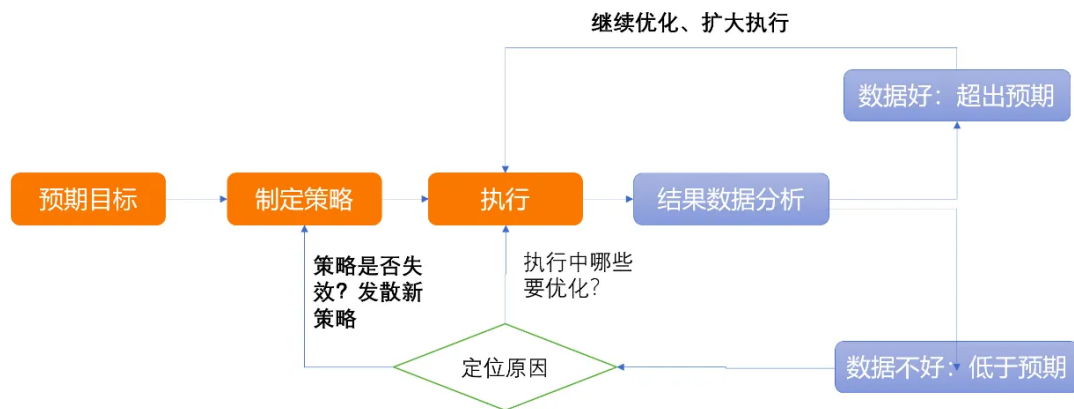 继续优化、扩大执行
数据好：超出预期
预期目标
制定策略
执行
结果数据分析
策略是否失
效？发散新
策略
执行中哪些
要优化？
定位原因
数据不好：低于预期